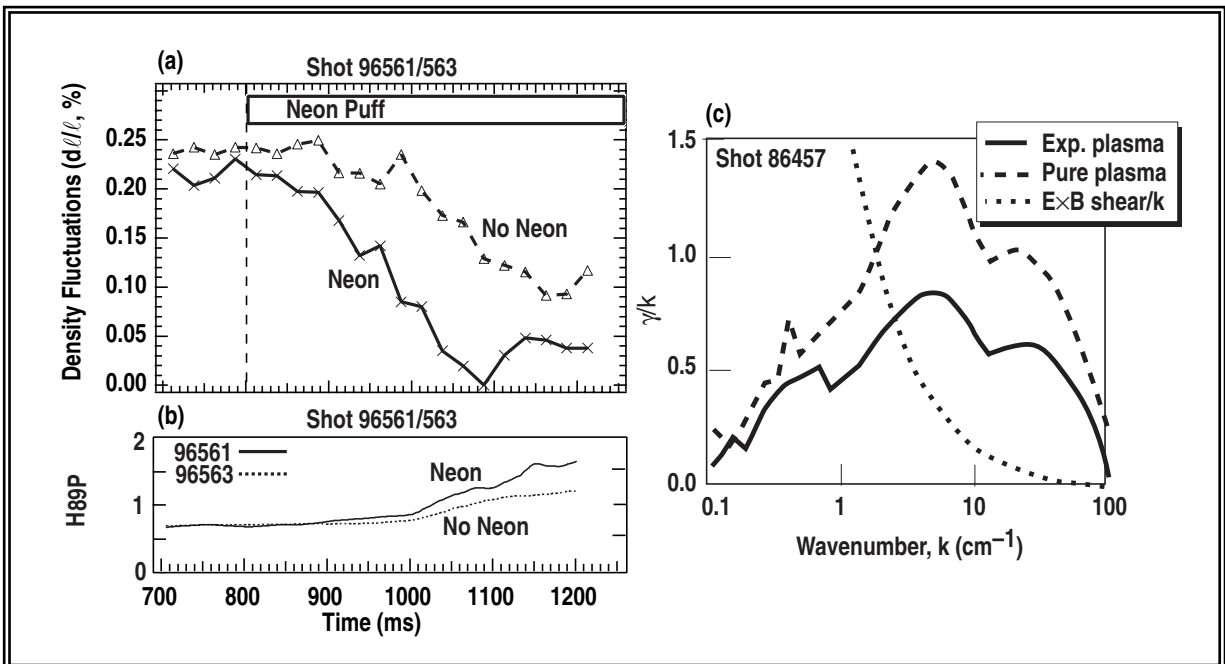 (a)
Shot 96561/563
Neon Puff
Density Fluctuations (dℓ/ℓ, %)
0.25
0.20
0.15
0.10
0.05
0.00
No Neon
Neon
(b)
Shot 96561/563
H89P
2
1
0
96561
96563
Neon
No Neon
700 800 900 1000 1100 1200
Time (ms)
(c)
Shot 86457
Exp. plasma
Pure plasma
E×B shear/k
γ/k
1.5
1.0
0.5
0.0
0.1 1 10 100
Wavenumber, k (cm–1)